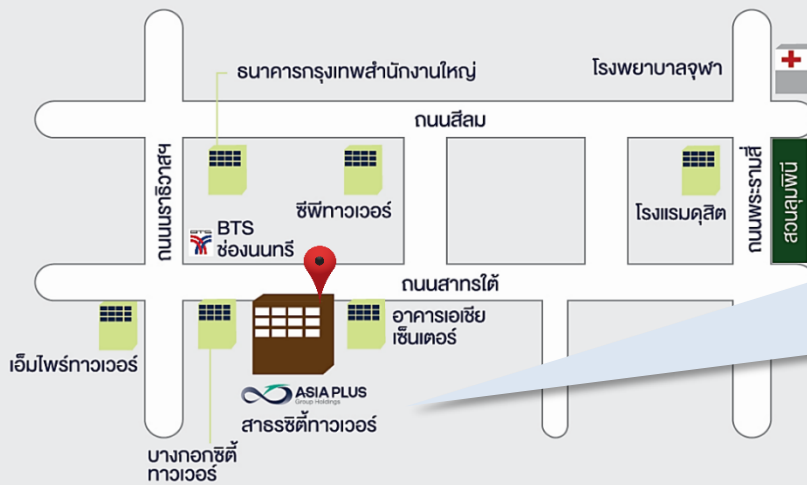 ธนาคารกรุงเทพสำนักงานใหญ่
โรงพยาบาลจุฬา
ถนนสีลม
ถนนนราธิวาสฯ
ซีพีทาวเวอร์
โรงแรมดุสิต
ถนนพระรามสี่
สวนลุมพินี
BTS
BTS
ช่องนนทรี
ถนนสาทรใต้
อาคารเอเชีย
เซ็นเตอร์
เอ็มไพร์ทาวเวอร์
ASIA PLUS
Group Holdings
สาธรซิตี้ทาวเวอร์
บางกอกซิตี้
ทาวเวอร์